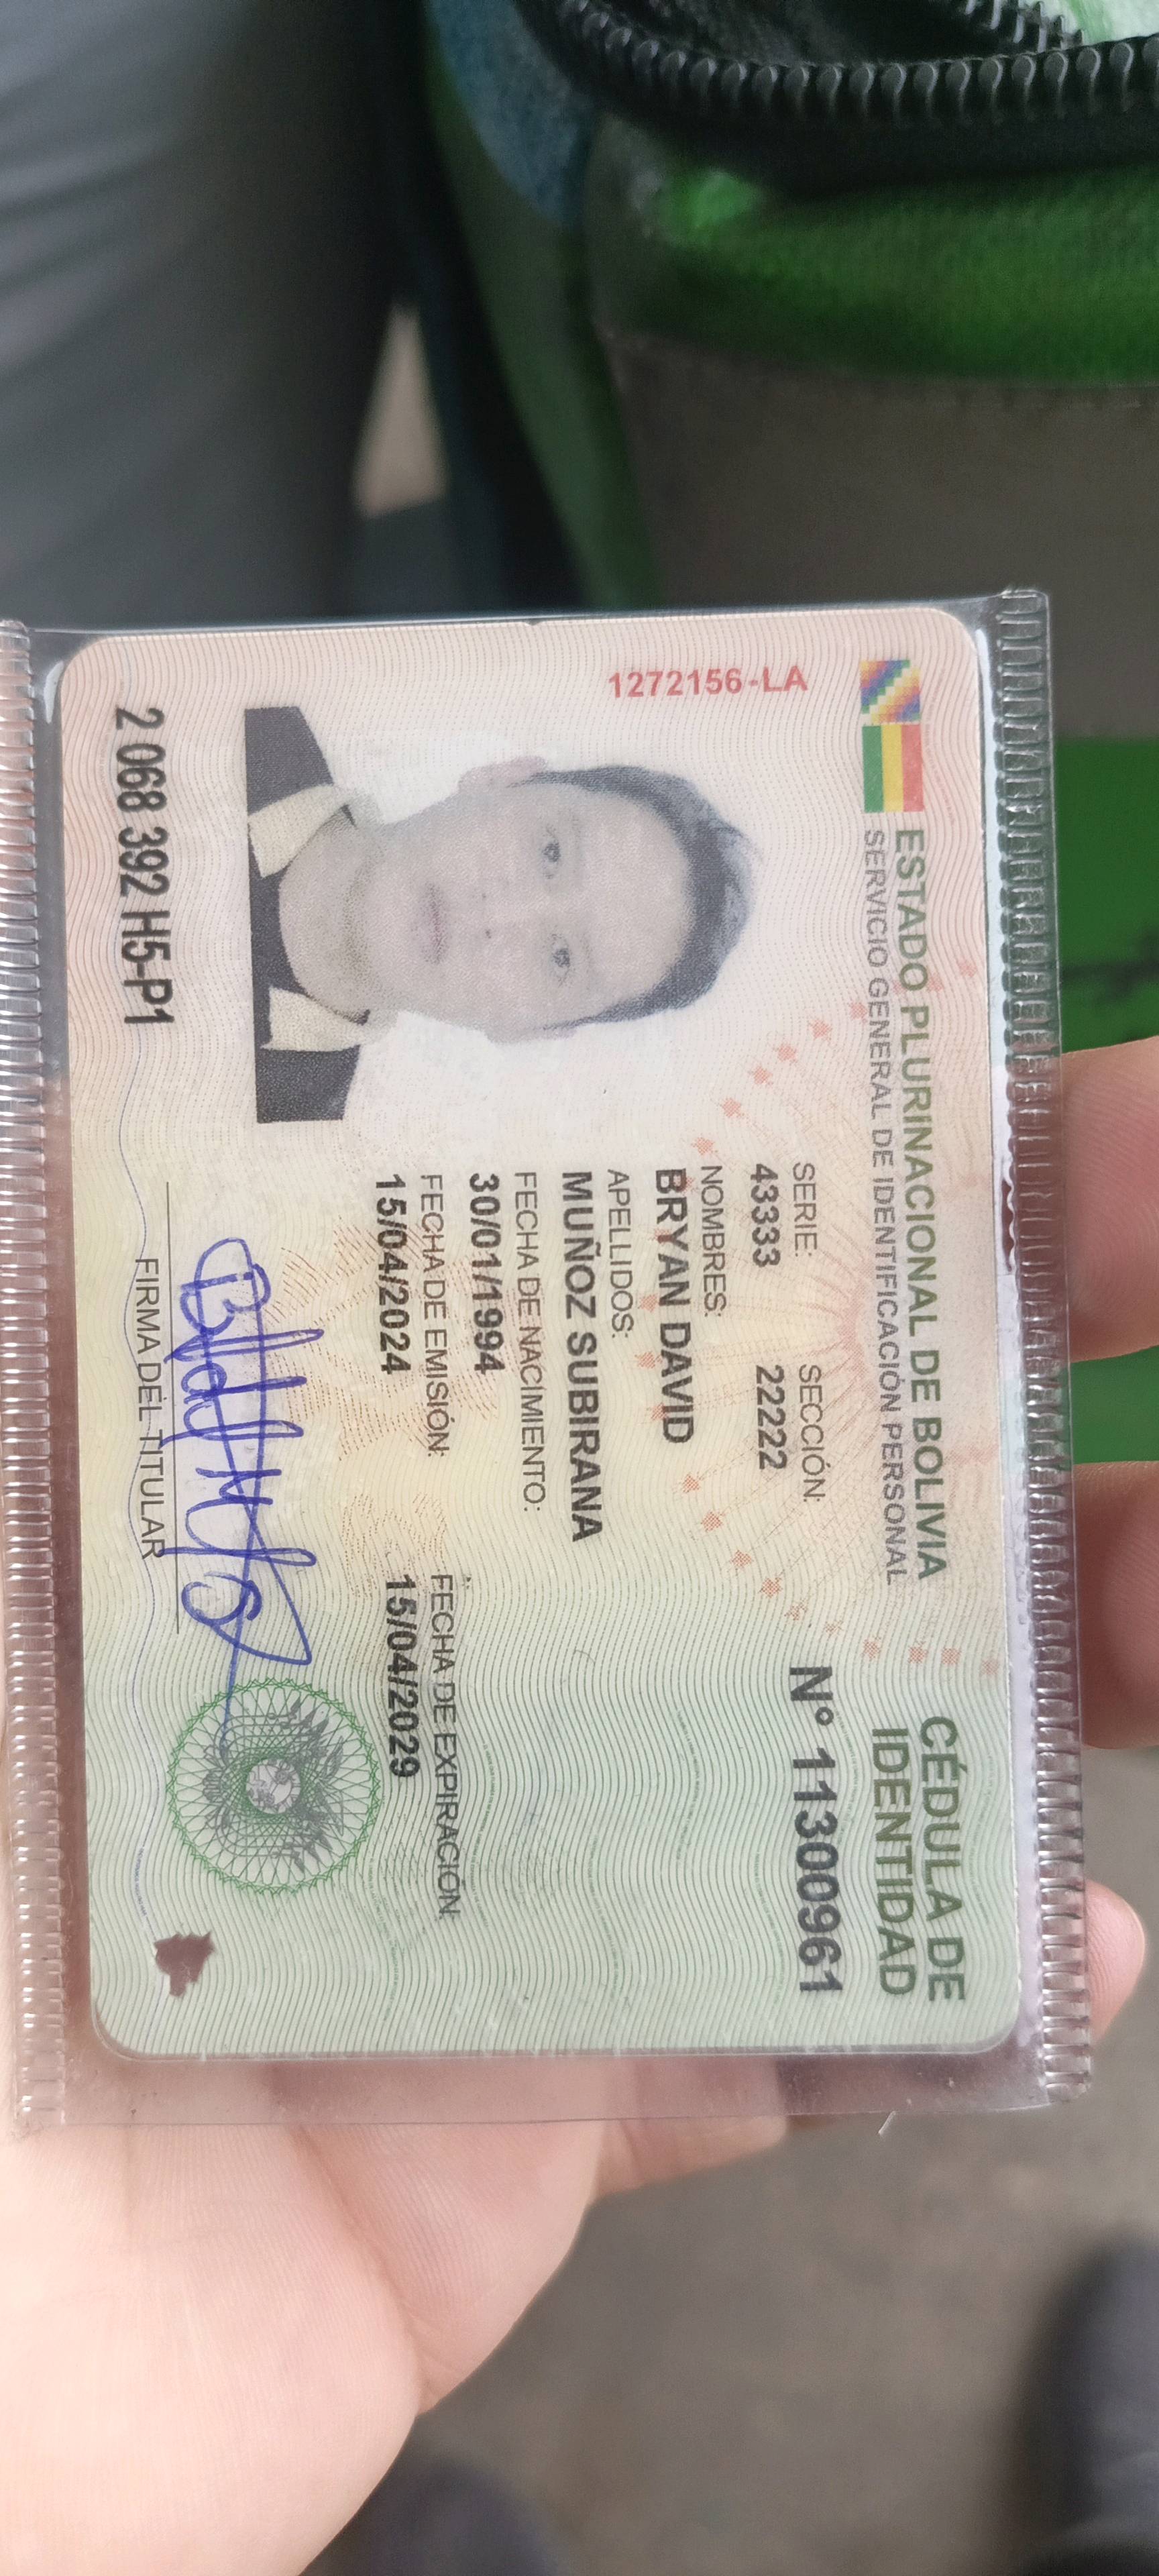 ESTADO PLURINACIONAL DE BOLIVIA
SERVICIO GENERAL DE IDENTIFICACIÓN PERSONAL
CÉDULA DE
IDENTIDAD
1272156-LA
SERIE: SECCIÓN:
43333 22222
Nº 11300961
NOMBRES:
BRYAN DAVID
APELLIDOS:
MUÑOZ SUBIRANA
FECHA DE NACIMIENTO:
30/01/1994
FECHA DE EMISIÓN: FECHA DE EXPIRACIÓN:
15/04/2024 15/04/2029
FIRMA DEL TITULAR
2 068 392 H5-P1